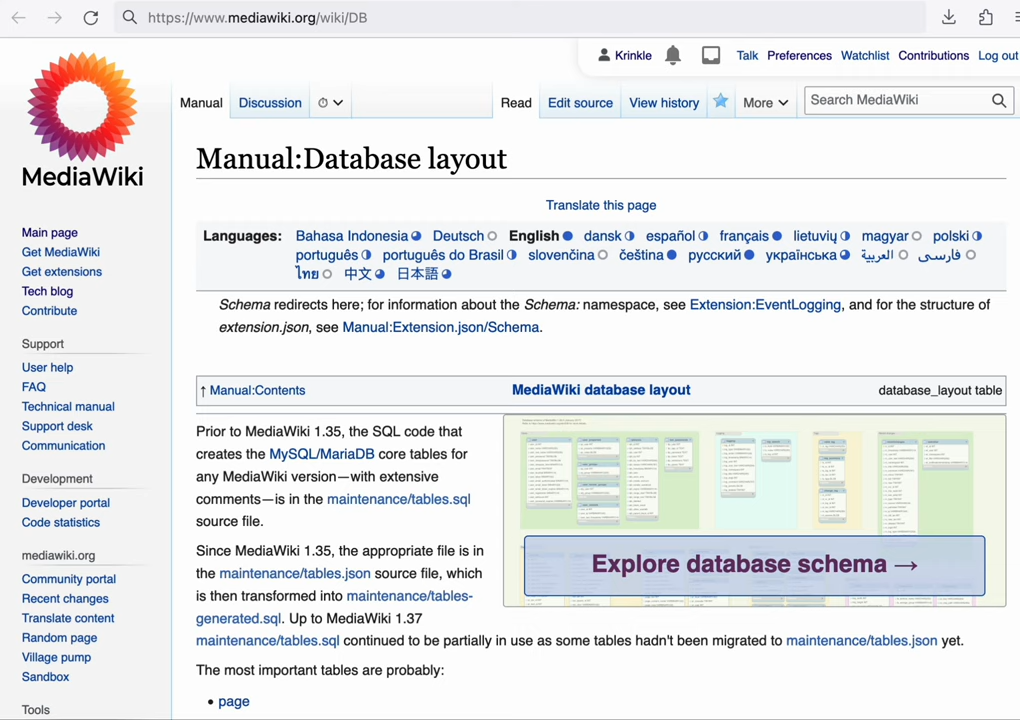 https://www.mediawiki.org/wiki/DB
Krinkle Talk Preferences Watchlist Contributions Log out
MediaWiki
Manual Discussion Read Edit source View history More Search MediaWiki
Manual:Database layout
Translate this page
Languages: Bahasa Indonesia Deutsch English dansk español français lietuvių magyar polski
português português do Brasil slovenčina čeština русский українська العربية فارسی
ไทย 中文 日本語
Schema redirects here; for information about the Schema: namespace, see Extension:EventLogging, and for the structure of
extension.json, see Manual:Extension.json/Schema.
↑ Manual:Contents MediaWiki database layout database_layout table
Prior to MediaWiki 1.35, the SQL code that
creates the MySQL/MariaDB core tables for
any MediaWiki version—with extensive
comments—is in the maintenance/tables.sql
source file.
Since MediaWiki 1.35, the appropriate file is in
the maintenance/tables.json source file, which
is then transformed into maintenance/tables-
generated.sql. Up to MediaWiki 1.37
maintenance/tables.sql continued to be partially in use as some tables hadn't been migrated to maintenance/tables.json yet.
The most important tables are probably:
• page
Explore database schema →
Main page
Get MediaWiki
Get extensions
Tech blog
Contribute
Support
User help
FAQ
Technical manual
Support desk
Communication
Development
Developer portal
Code statistics
mediawiki.org
Community portal
Recent changes
Translate content
Random page
Village pump
Sandbox
Tools